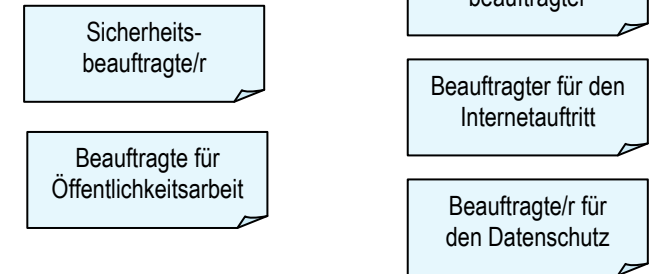 Sicherheits-
beauftragte/r
Beauftragte für
Öffentlichkeitsarbeit
beauftragter
Beauftragter für den
Internetauftritt
Beauftragte/r für
den Datenschutz